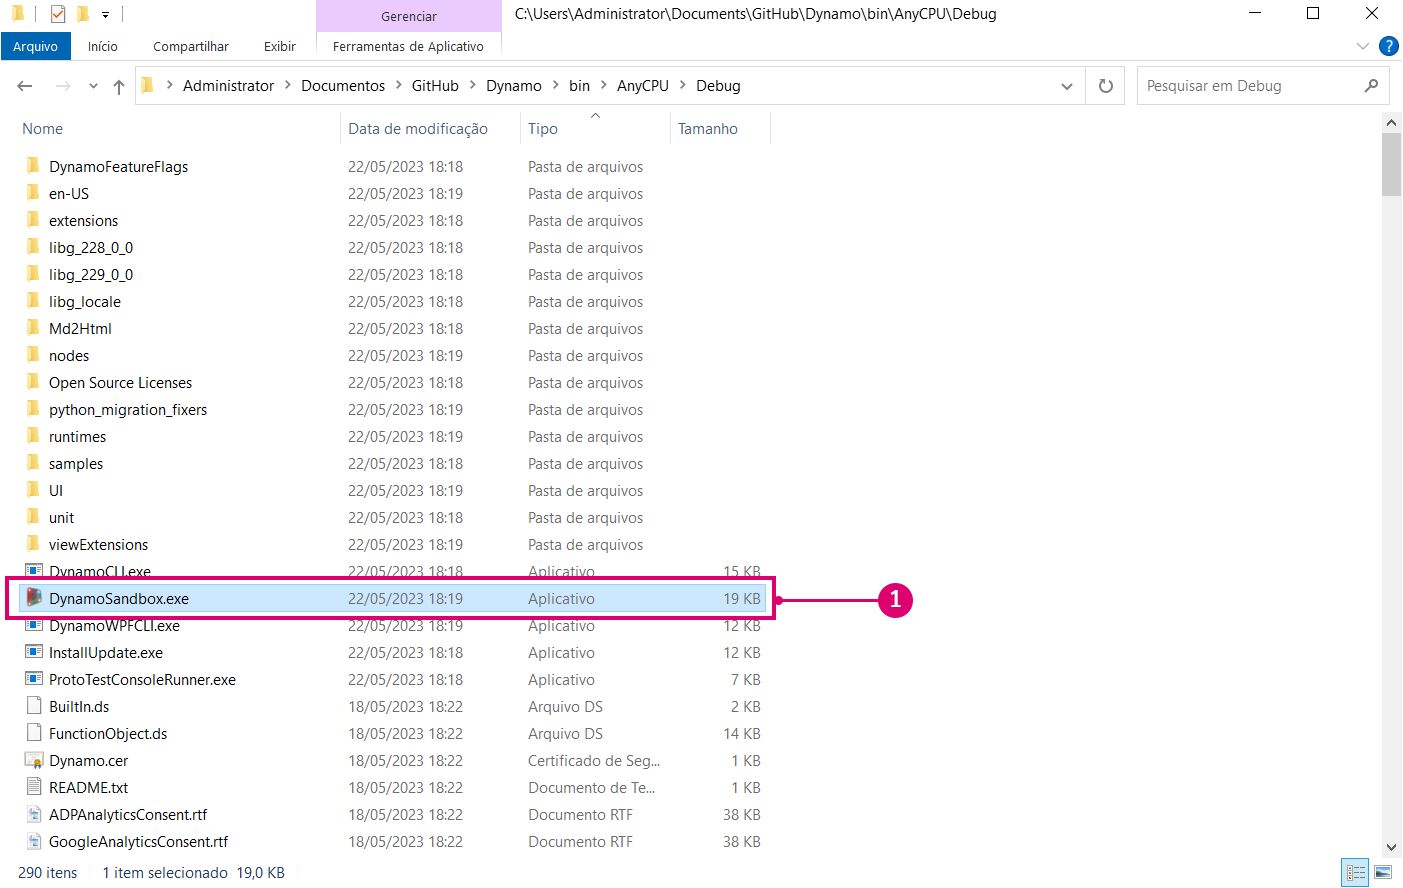 Gerenciar
C:\Users\Administrator\Documents\GitHub\Dynamo\bin\AnyCPU\Debug
Arquivo Início Compartilhar Exibir Ferramentas de Aplicativo ?
Administrator Documentos GitHub Dynamo bin AnyCPU Debug Pesquisar em Debug
Nome Data de modificação Tipo Tamanho
DynamoFeatureFlags 22/05/2023 18:18 Pasta de arquivos
en-US 22/05/2023 18:19 Pasta de arquivos
extensions 22/05/2023 18:18 Pasta de arquivos
libg_228_0_0 22/05/2023 18:18 Pasta de arquivos
libg_229_0_0 22/05/2023 18:18 Pasta de arquivos
libg_locale 22/05/2023 18:18 Pasta de arquivos
Md2Html 22/05/2023 18:18 Pasta de arquivos
nodes 22/05/2023 18:19 Pasta de arquivos
Open Source Licenses 22/05/2023 18:18 Pasta de arquivos
python_migration_fixers 22/05/2023 18:19 Pasta de arquivos
runtimes 22/05/2023 18:19 Pasta de arquivos
samples 22/05/2023 18:18 Pasta de arquivos
UI 22/05/2023 18:19 Pasta de arquivos
unit 22/05/2023 18:18 Pasta de arquivos
viewExtensions 22/05/2023 18:19 Pasta de arquivos
DynamoCLI.exe 22/05/2023 18:18 Aplicativo 15 KB
DynamoSandbox.exe 22/05/2023 18:19 Aplicativo 19 KB 1
DynamoWPFCLI.exe 22/05/2023 18:19 Aplicativo 12 KB
InstallUpdate.exe 22/05/2023 18:18 Aplicativo 12 KB
ProtoTestConsoleRunner.exe 22/05/2023 18:18 Aplicativo 7 KB
BuiltIn.ds 18/05/2023 18:22 Arquivo DS 2 KB
FunctionObject.ds 18/05/2023 18:22 Arquivo DS 14 KB
Dynamo.cer 18/05/2023 18:22 Certificado de Seg... 1 KB
README.txt 18/05/2023 18:22 Documento de Te... 1 KB
ADPAnalyticsConsent.rtf 18/05/2023 18:22 Documento RTF 38 KB
GoogleAnalyticsConsent.rtf 18/05/2023 18:22 Documento RTF 38 KB
290 itens 1 item selecionado 19,0 KB